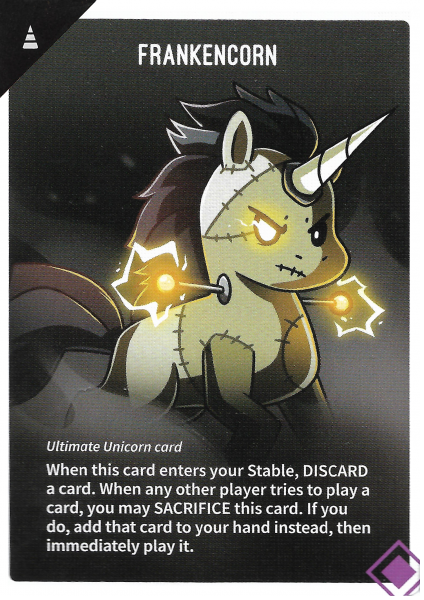 FRANKENCORN
Ultimate Unicorn card
When this card enters your Stable, DISCARD
a card. When any other player tries to play a
card, you may SACRIFICE this card. If you
do, add that card to your hand instead, then
immediately play it.